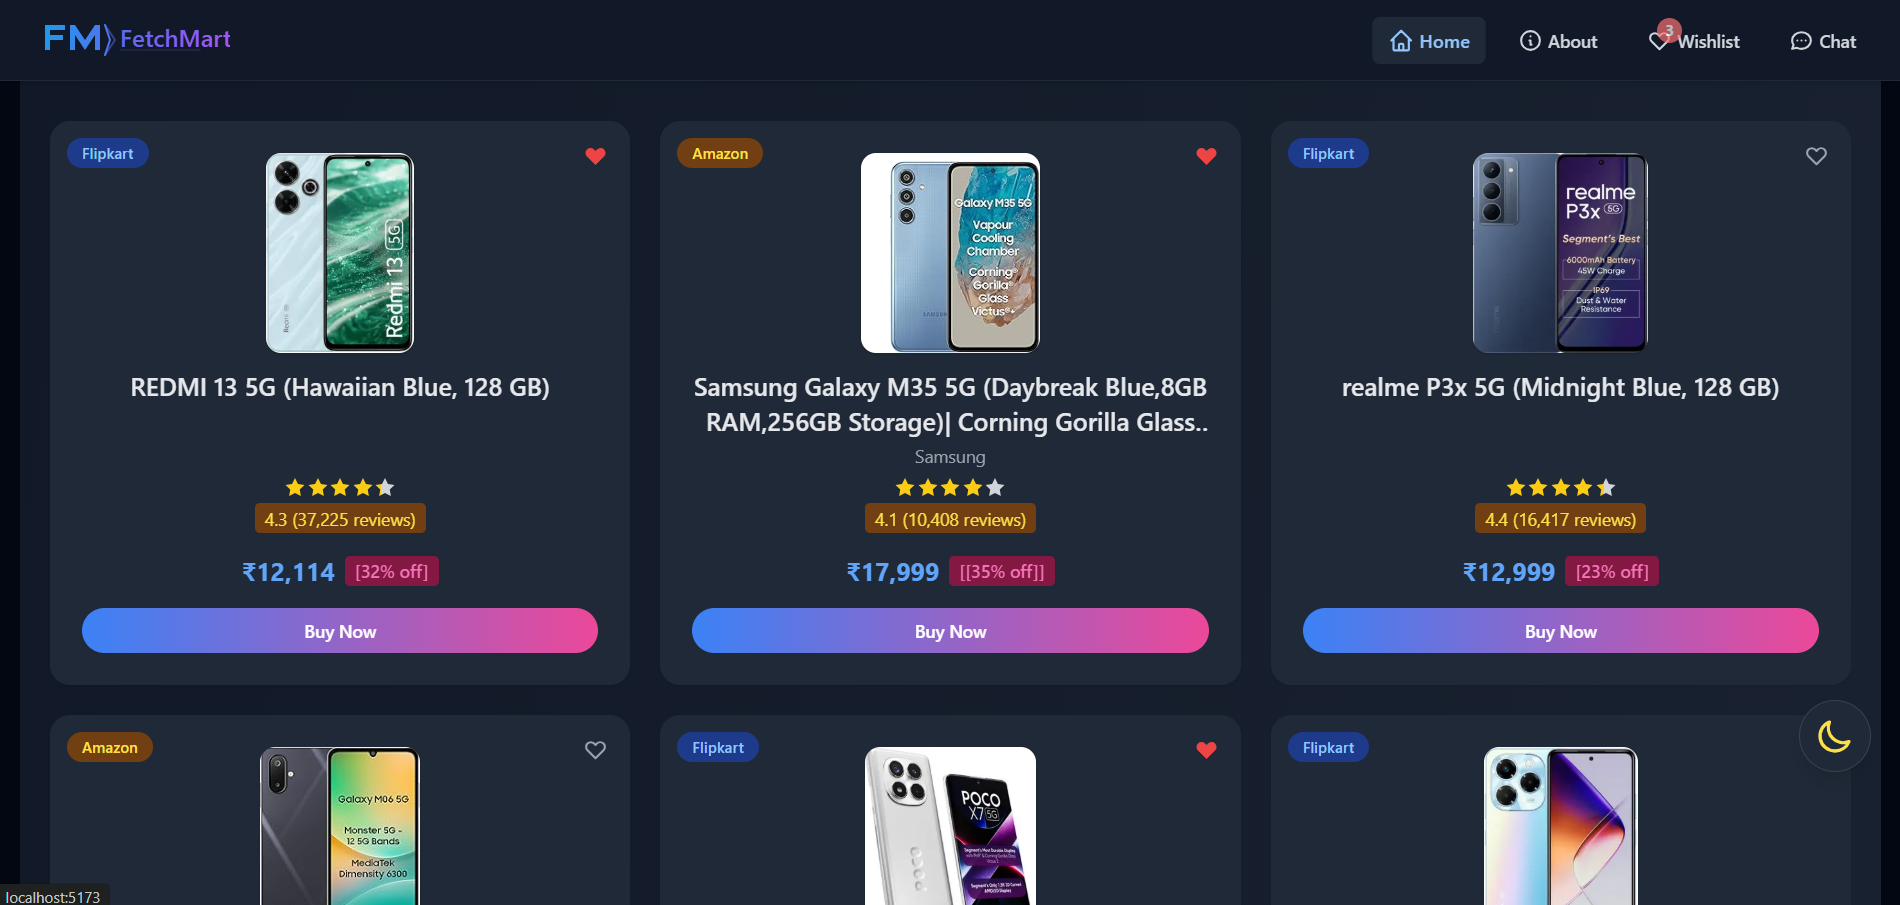 FM FetchMart
Home
About
3
Wishlist
Chat
Flipkart
Redmi 13 5G
REDMI 13 5G (Hawaiian Blue, 128 GB)
4.3 (37,225 reviews)
₹12,114 [32% off]
Buy Now
Amazon
SAMSUNG
Galaxy M35 5G
Vapour
Cooling
Chamber
Corning®
Gorilla®
Glass
Victus®+
Samsung Galaxy M35 5G (Daybreak Blue,8GB
RAM,256GB Storage)| Corning Gorilla Glass..
Samsung
4.1 (10,408 reviews)
₹17,999 [[35% off]]
Buy Now
Flipkart
realme
P3x 5G
Segment's Best
6000mAh Battery
45W Charge
IP69
Dust & Water
Resistance
realme P3x 5G (Midnight Blue, 128 GB)
4.4 (16,417 reviews)
₹12,999 [23% off]
Buy Now
Amazon
Galaxy M06 5G
Monster 5G -
12 5G Bands
MediaTek
Dimensity 6300
Flipkart
POCO
X7 5G
Flipkart
localhost:5173